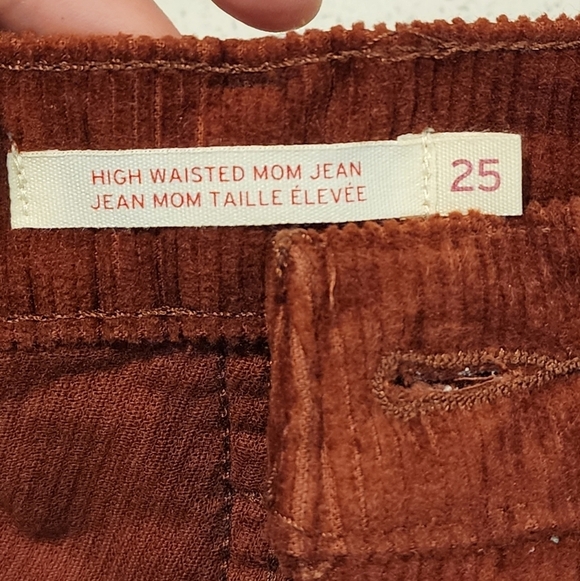 HIGH WAISTED MOM JEAN
JEAN MOM TAILLE ÉLEVÉE
25